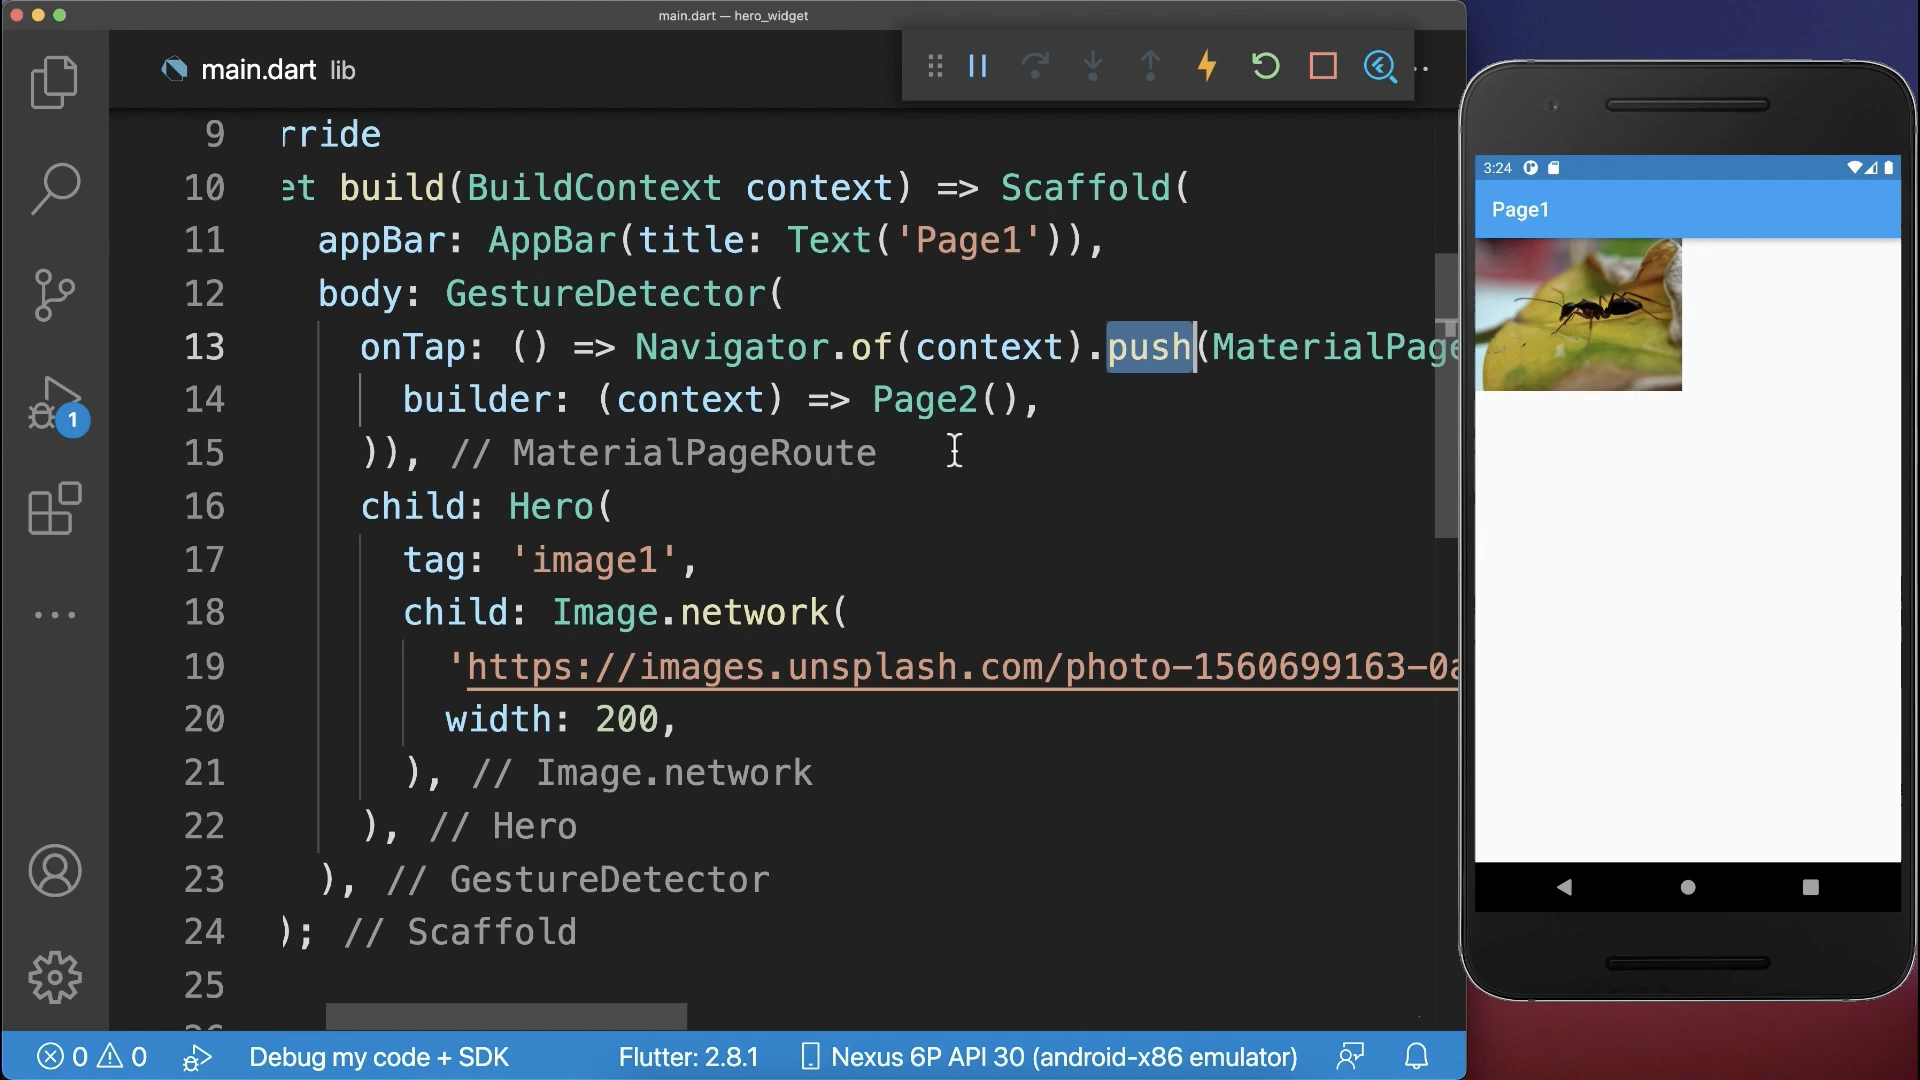 main.dart — hero_widget
main.dart lib
9 rride
10 et build(BuildContext context) => Scaffold(
11 appBar: AppBar(title: Text('Page1')),
12 body: GestureDetector(
13 onTap: () => Navigator.of(context).push(MaterialPage
14 builder: (context) => Page2(),
15 )), // MaterialPageRoute
16 child: Hero(
17 tag: 'image1',
18 child: Image.network(
19 'https://images.unsplash.com/photo-1560699163-0a
20 width: 200,
21 ), // Image.network
22 ), // Hero
23 ), // GestureDetector
24 ); // Scaffold
25
1
0 0 Debug my code + SDK Flutter: 2.8.1 Nexus 6P API 30 (android-x86 emulator)
3:24
Page1